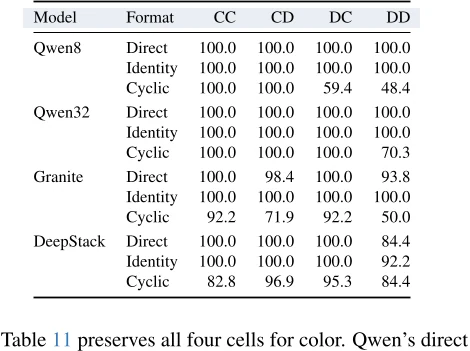 Model Format CC CD DC DD
Qwen8 Direct 100.0 100.0 100.0 100.0
Identity 100.0 100.0 100.0 100.0
Cyclic 100.0 100.0 59.4 48.4
Qwen32 Direct 100.0 100.0 100.0 100.0
Identity 100.0 100.0 100.0 100.0
Cyclic 100.0 100.0 100.0 70.3
Granite Direct 100.0 98.4 100.0 93.8
Identity 100.0 100.0 100.0 100.0
Cyclic 92.2 71.9 92.2 50.0
DeepStack Direct 100.0 100.0 100.0 84.4
Identity 100.0 100.0 100.0 92.2
Cyclic 82.8 96.9 95.3 84.4
Table 11 preserves all four cells for color. Qwen's direct